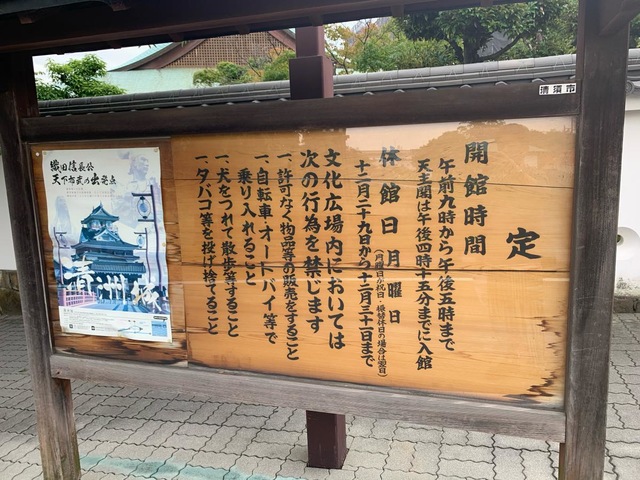 清須市
定
開館時間
午前九時から午後五時まで
天主閣は午後四時十五分までに入館
休館日 月曜日
(月曜日が祝日・振替休日の場合は翌日)
十二月二十九日から十二月三十一日まで
文化広場内においては
次の行為を禁じます
一、許可なく物品等の販売をすること
一、自転車・オートバイ等で
乗り入れること
一、犬をつれて散歩等すること
一、タバコ等を投げ捨てること
織田信長公
天下布武の出発点
清洲城